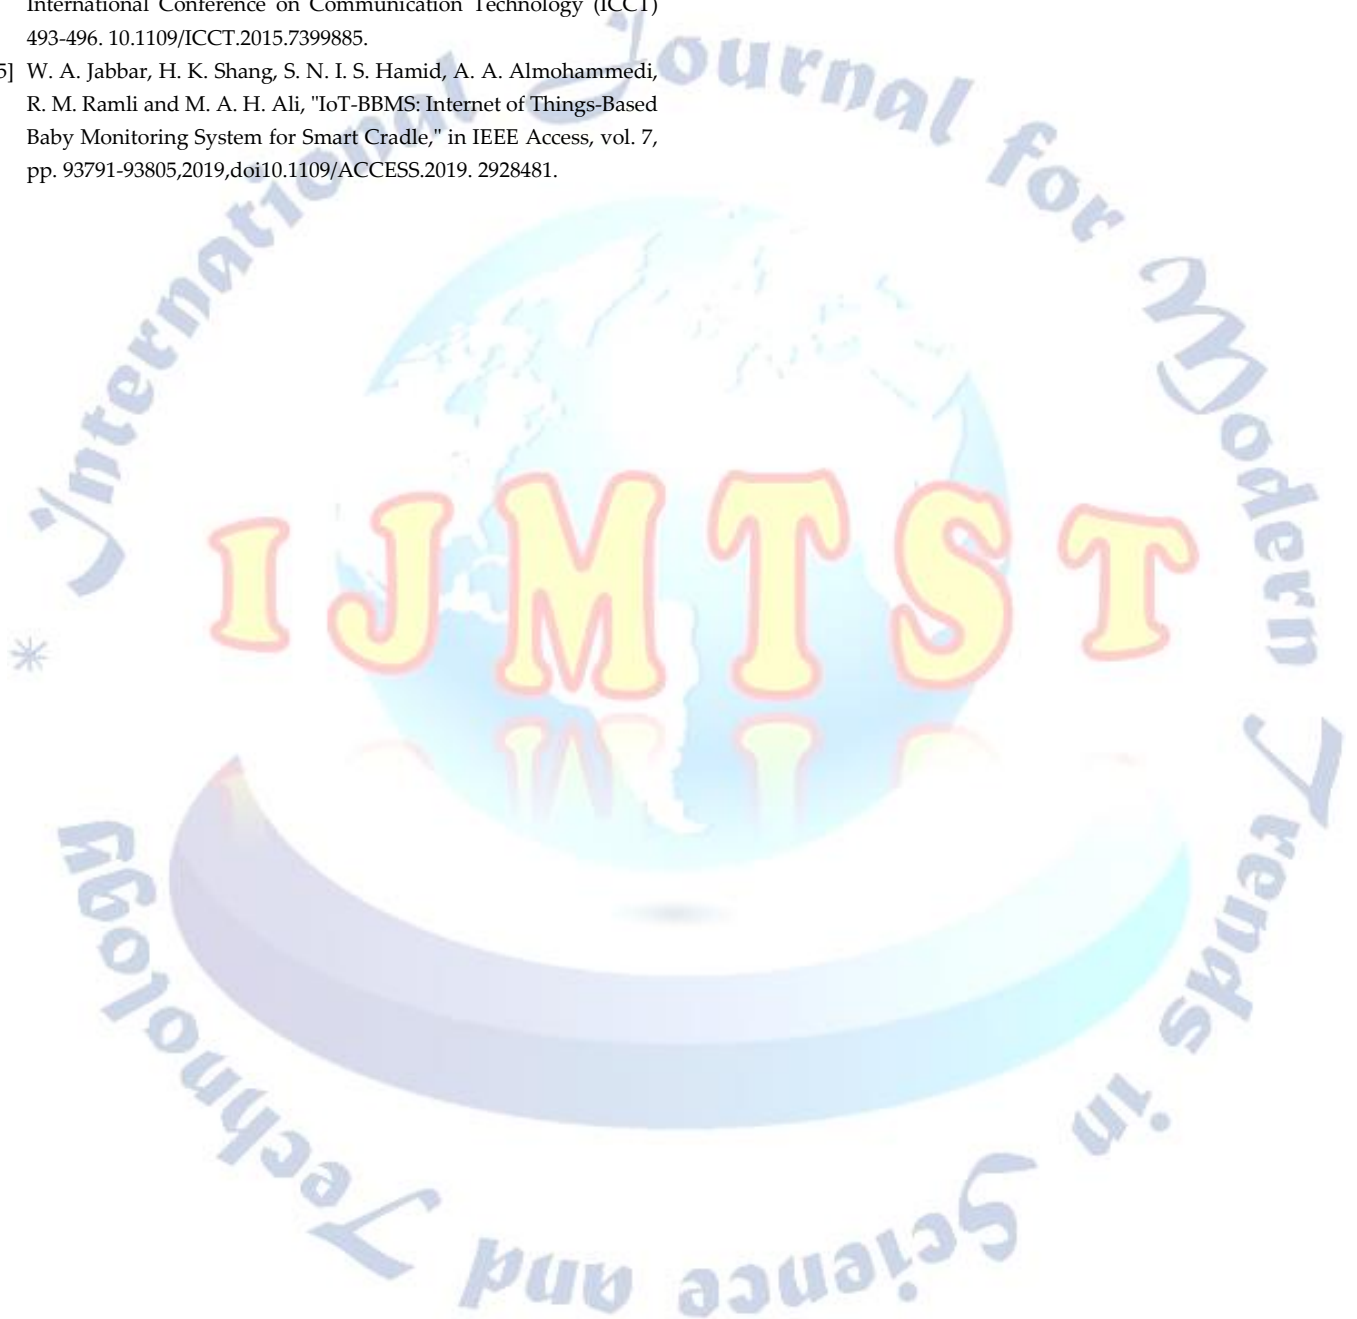 International Conference on Communication Technology (ICCT)
493-496. 10.1109/ICCT.2015.7399885.
5] W. A. Jabbar, H. K. Shang, S. N. I. S. Hamid, A. A. Almohammedi,
R. M. Ramli and M. A. H. Ali, "IoT-BBMS: Internet of Things-Based
Baby Monitoring System for Smart Cradle," in IEEE Access, vol. 7,
pp. 93791-93805,2019,doi10.1109/ACCESS.2019. 2928481.
International Journal for Modern Trends in Science and Technology
IJMTST
*